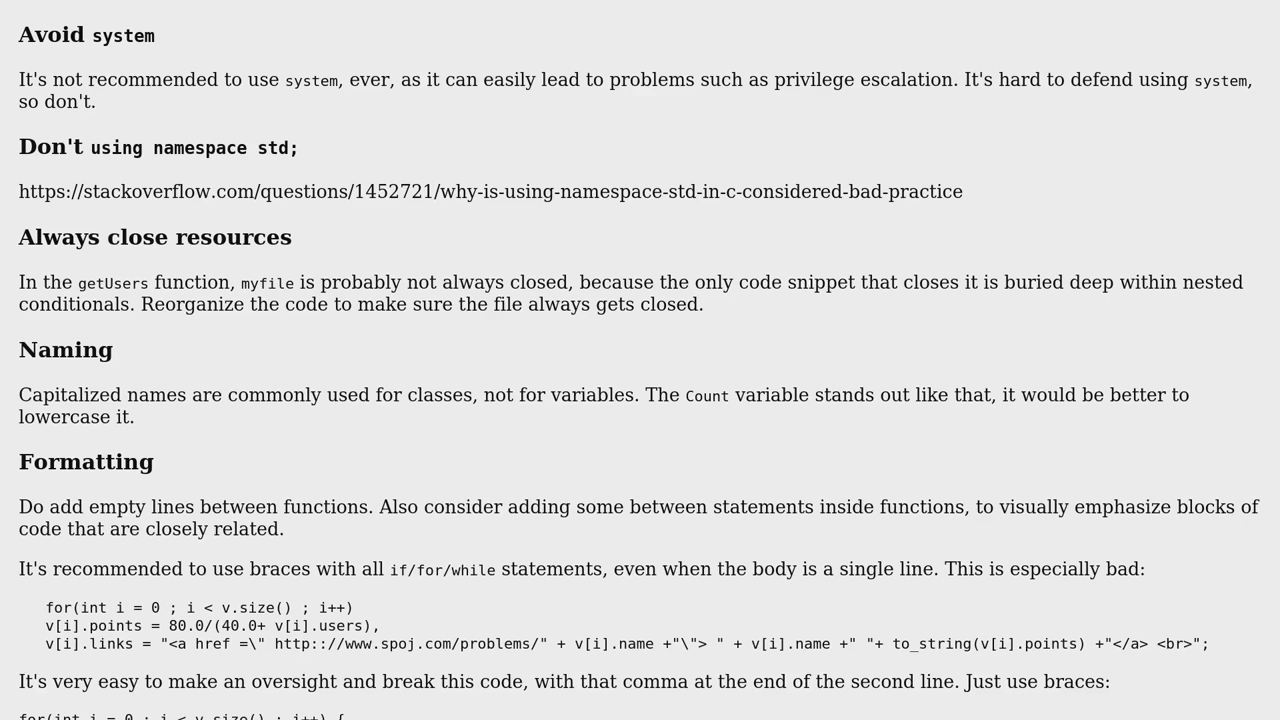 Avoid system
It's not recommended to use system, ever, as it can easily lead to problems such as privilege escalation. It's hard to defend using system,
so don't.
Don't using namespace std;
https://stackoverflow.com/questions/1452721/why-is-using-namespace-std-in-c-considered-bad-practice
Always close resources
In the getUsers function, myfile is probably not always closed, because the only code snippet that closes it is buried deep within nested
conditionals. Reorganize the code to make sure the file always gets closed.
Naming
Capitalized names are commonly used for classes, not for variables. The Count variable stands out like that, it would be better to
lowercase it.
Formatting
Do add empty lines between functions. Also consider adding some between statements inside functions, to visually emphasize blocks of
code that are closely related.
It's recommended to use braces with all if/for/while statements, even when the body is a single line. This is especially bad:
for(int i = 0 ; i < v.size() ; i++)
v[i].points = 80.0/(40.0+ v[i].users),
v[i].links = "<a href =\" http:://www.spoj.com/problems/" + v[i].name +"\"> " + v[i].name +" "+ to_string(v[i].points) +"</a> <br>";
It's very easy to make an oversight and break this code, with that comma at the end of the second line. Just use braces:
for(int i = 0 ; i < v.size() ; i++) {